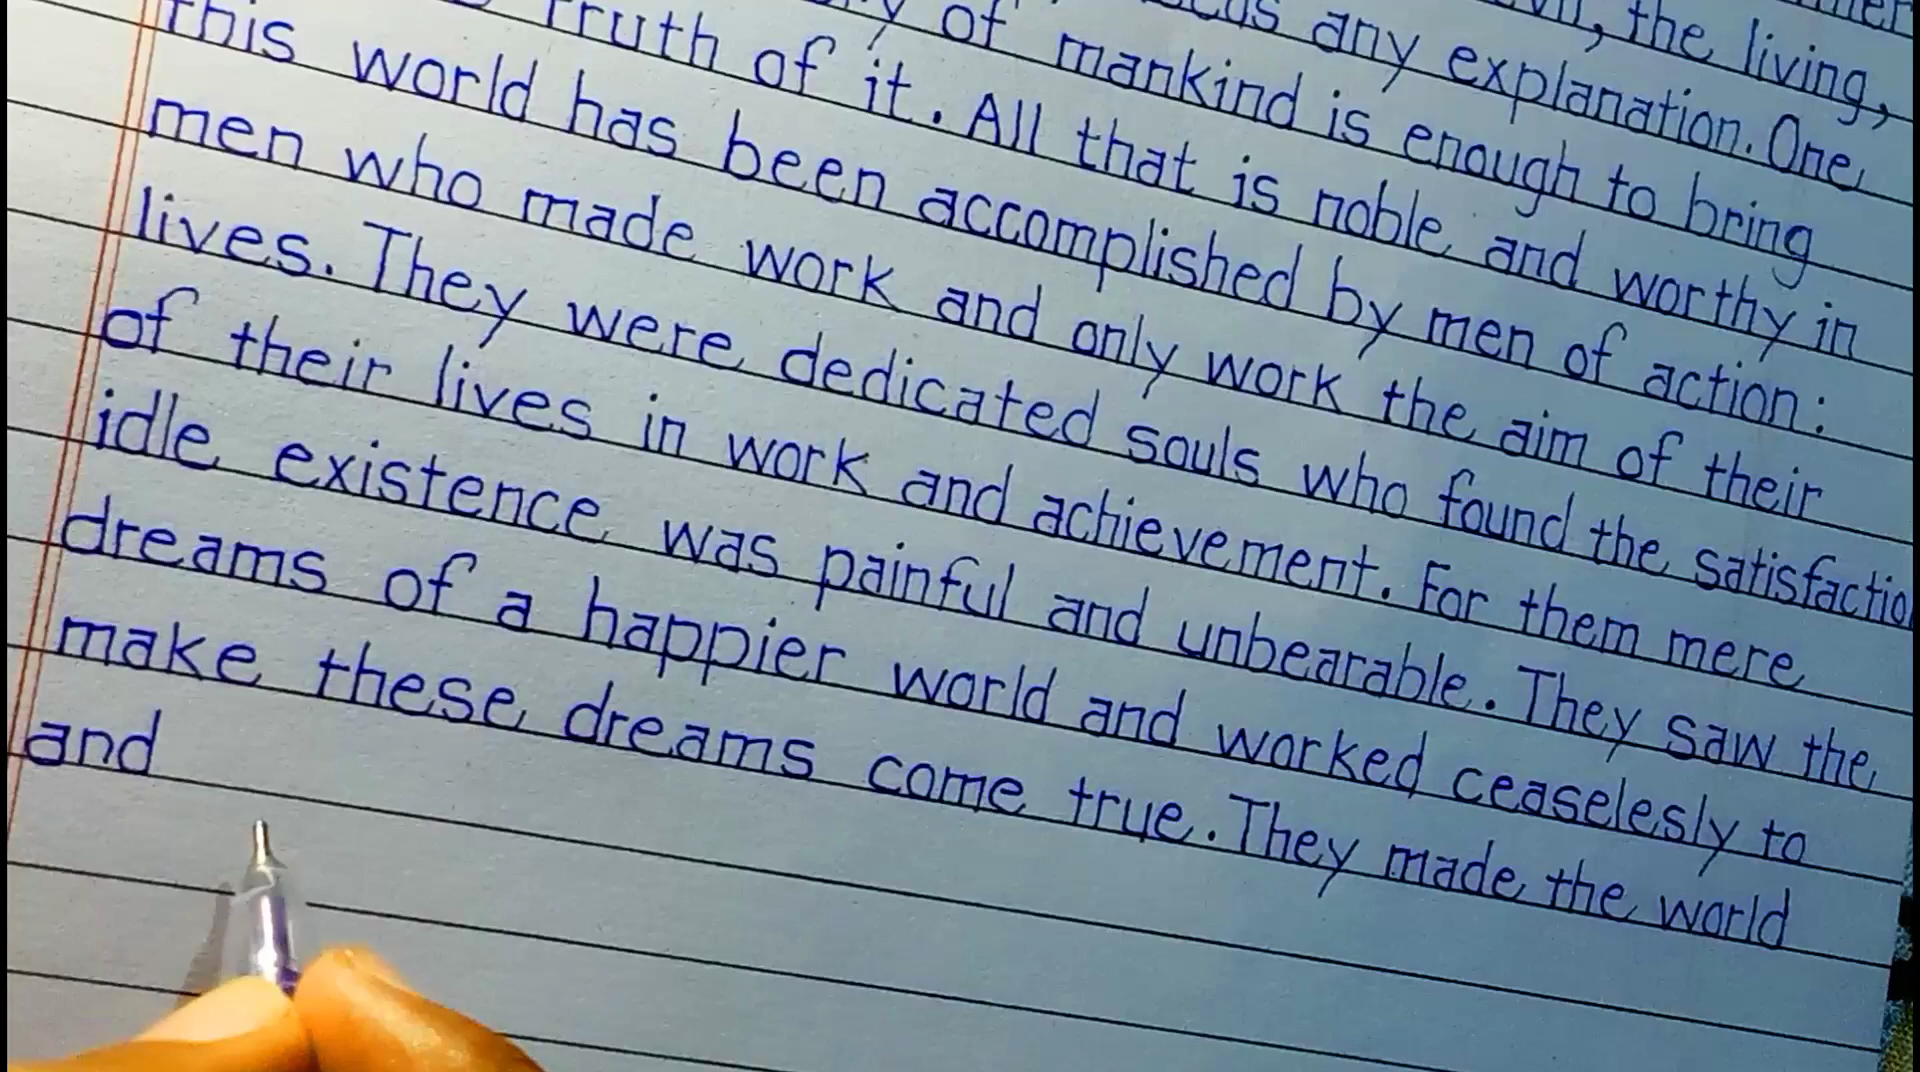 the living,
any explanation. One
of mankind is enough to bring
truth of it. All that is noble and worthy in
this world has been accomplished by men of action:
men who made work and only work the aim of their
lives. They were dedicated souls who found the satisfactio
of their lives in work and achievement. For them mere
idle existence was painful and unbearable. They saw the
dreams of a happier world and worked ceaselesly to
make these dreams come true. They made the world
and